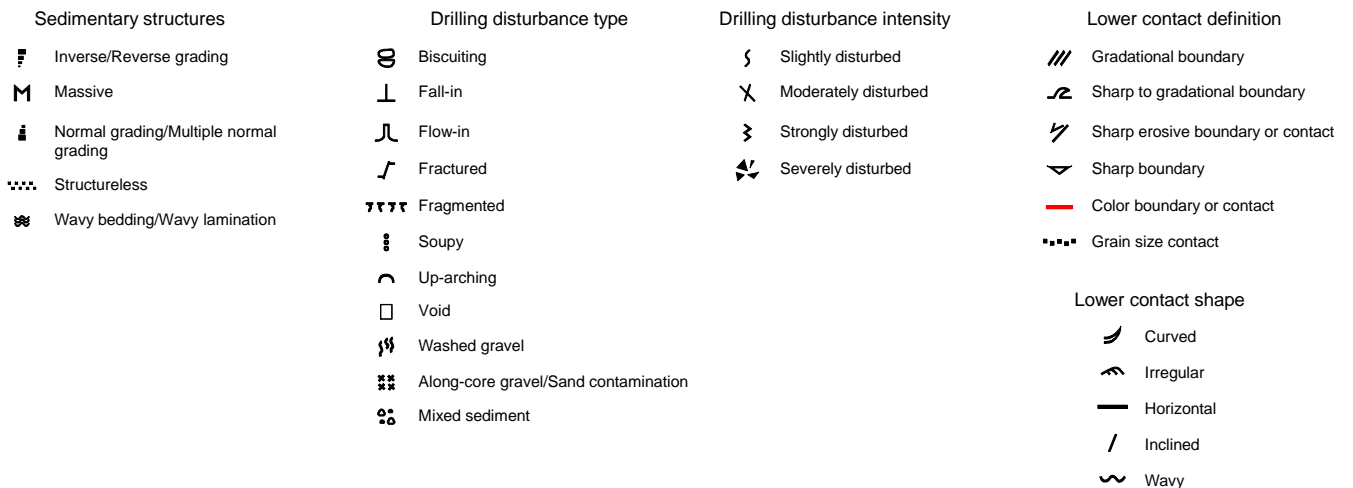 Sedimentary structures
Inverse/Reverse grading
Massive
Normal grading/Multiple normal
grading
Structureless
Wavy bedding/Wavy lamination
Drilling disturbance type
Biscuiting
Fall-in
Flow-in
Fractured
Fragmented
Soupy
Up-arching
Void
Washed gravel
Along-core gravel/Sand contamination
Mixed sediment
Drilling disturbance intensity
Slightly disturbed
Moderately disturbed
Strongly disturbed
Severely disturbed
Lower contact definition
Gradational boundary
Sharp to gradational boundary
Sharp erosive boundary or contact
Sharp boundary
Color boundary or contact
Grain size contact
Lower contact shape
Curved
Irregular
Horizontal
Inclined
Wavy